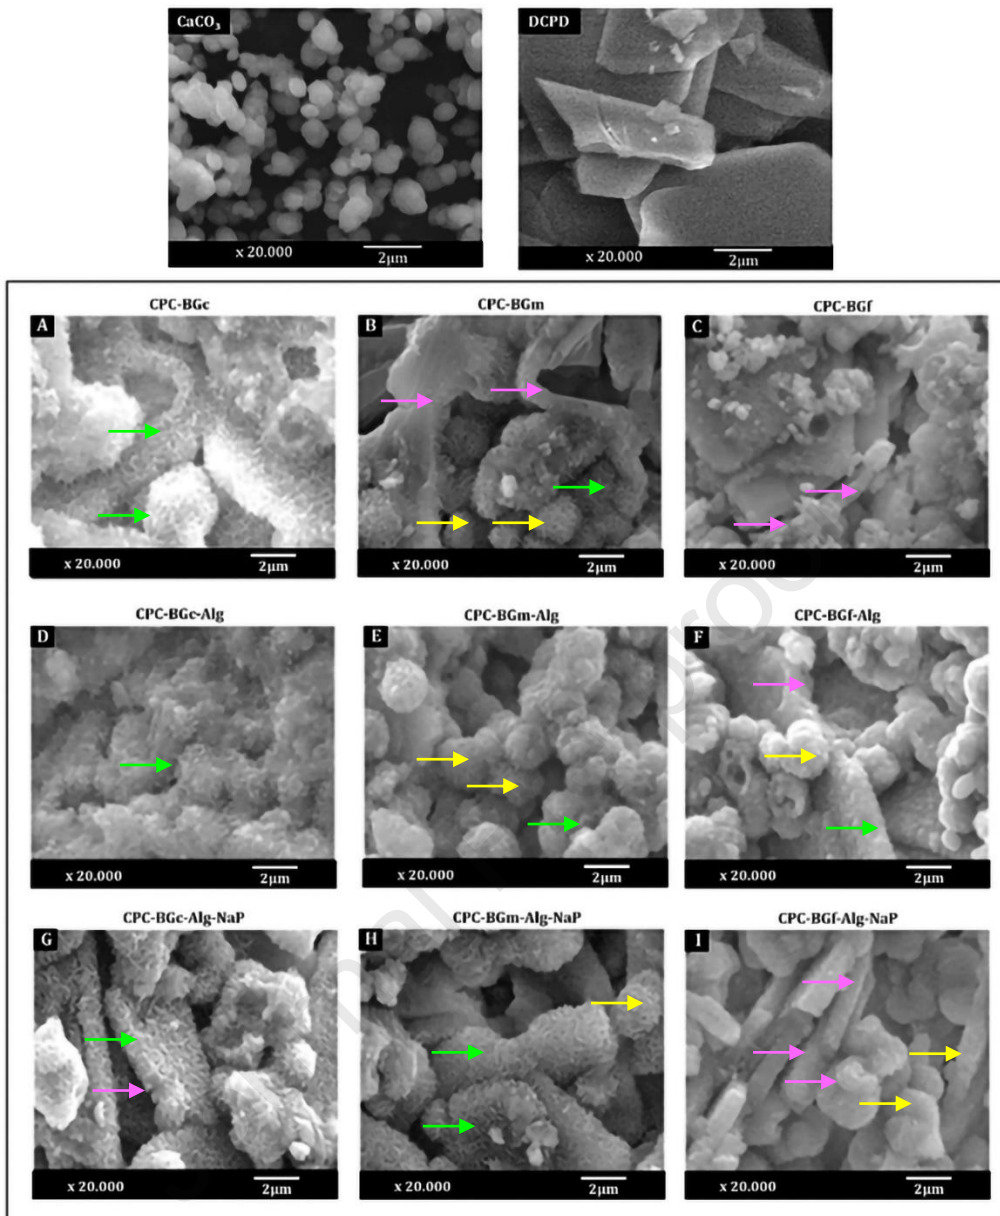 CaCO₃
DCPD
x 20.000 2μm
x 20.000 2μm
CPC-BGc
CPC-BGm
CPC-BGf
A
B
C
x 20.000 2μm
x 20.000 2μm
x 20.000 2μm
CPC-BGc-Alg
CPC-BGm-Alg
CPC-BGf-Alg
D
E
F
x 20.000 2μm
x 20.000 2μm
x 20.000 2μm
CPC-BGc-Alg-NaP
CPC-BGm-Alg-NaP
CPC-BGf-Alg-NaP
G
H
I
x 20.000 2μm
x 20.000 2μm
x 20.000 2μm